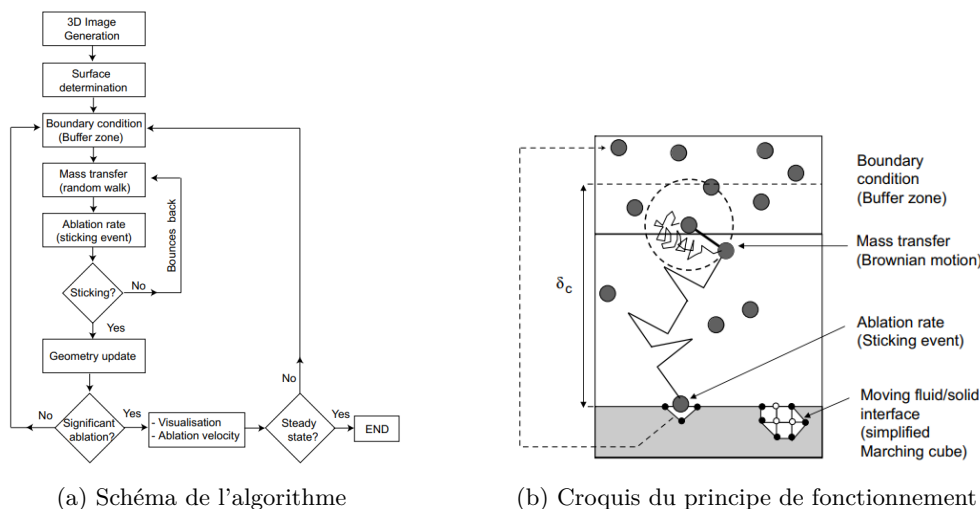 3D Image
Generation
Surface
determination
Boundary condition
(Buffer zone)
Mass transfer
(random walk)
Ablation rate
(sticking event)
Bounces back
Sticking?
No
Yes
Geometry update
No
Significant
ablation?
Yes
- Visualisation
- Ablation velocity
No
Steady
state?
Yes
END
(a) Schéma de l'algorithme
Boundary
condition
(Buffer zone)
Mass transfer
(Brownian motion)
δc
Ablation rate
(Sticking event)
Moving fluid/solid
interface
(simplified
Marching cube)
(b) Croquis du principe de fonctionnement